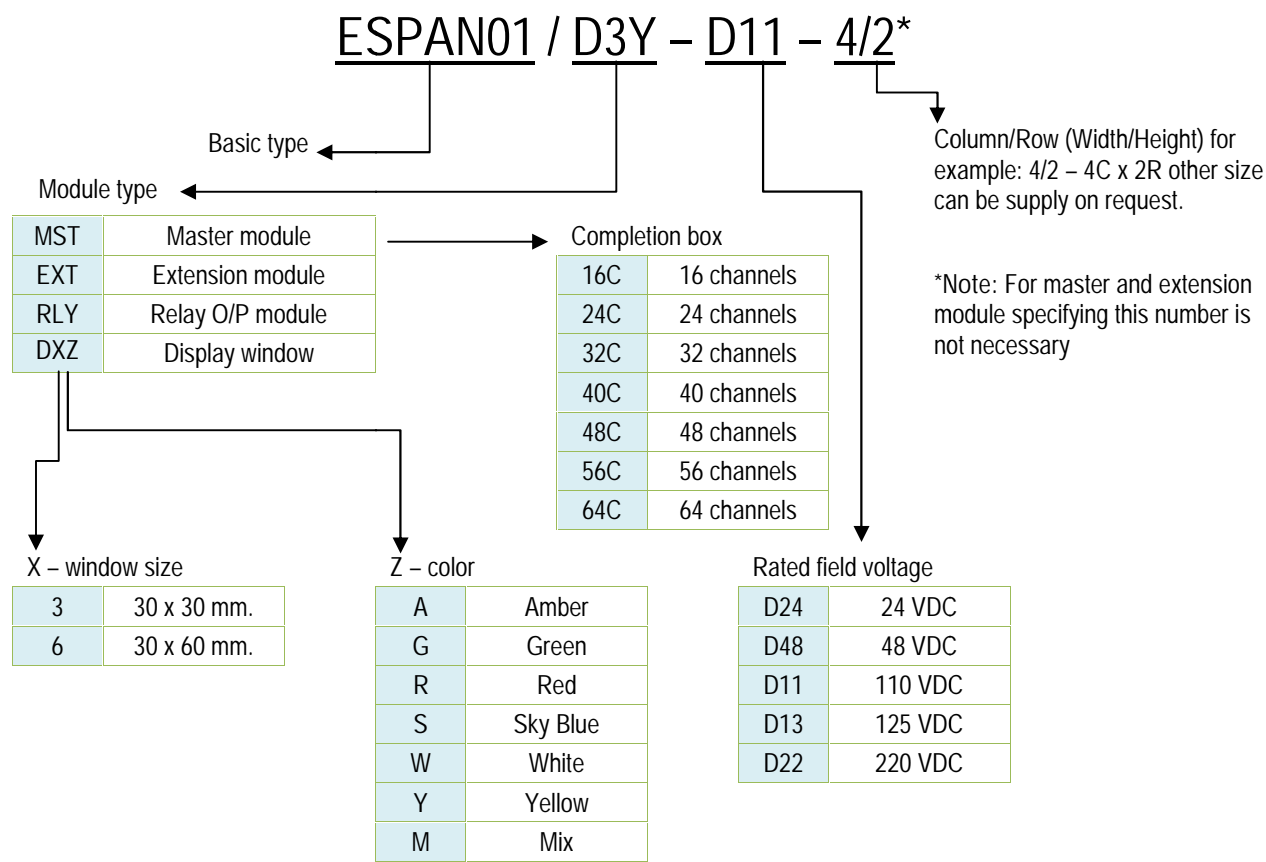 ESPAN01 / D3Y – D11 – 4/2*
Basic type
Column/Row (Width/Height) for
example: 4/2 – 4C x 2R other size
can be supply on request.
*Note: For master and extension
module specifying this number is
not necessary
Module type
MST Master module
EXT Extension module
RLY Relay O/P module
DXZ Display window
Completion box
16C 16 channels
24C 24 channels
32C 32 channels
40C 40 channels
48C 48 channels
56C 56 channels
64C 64 channels
X – window size
3 30 x 30 mm.
6 30 x 60 mm.
Z – color
A Amber
G Green
R Red
S Sky Blue
W White
Y Yellow
M Mix
Rated field voltage
D24 24 VDC
D48 48 VDC
D11 110 VDC
D13 125 VDC
D22 220 VDC